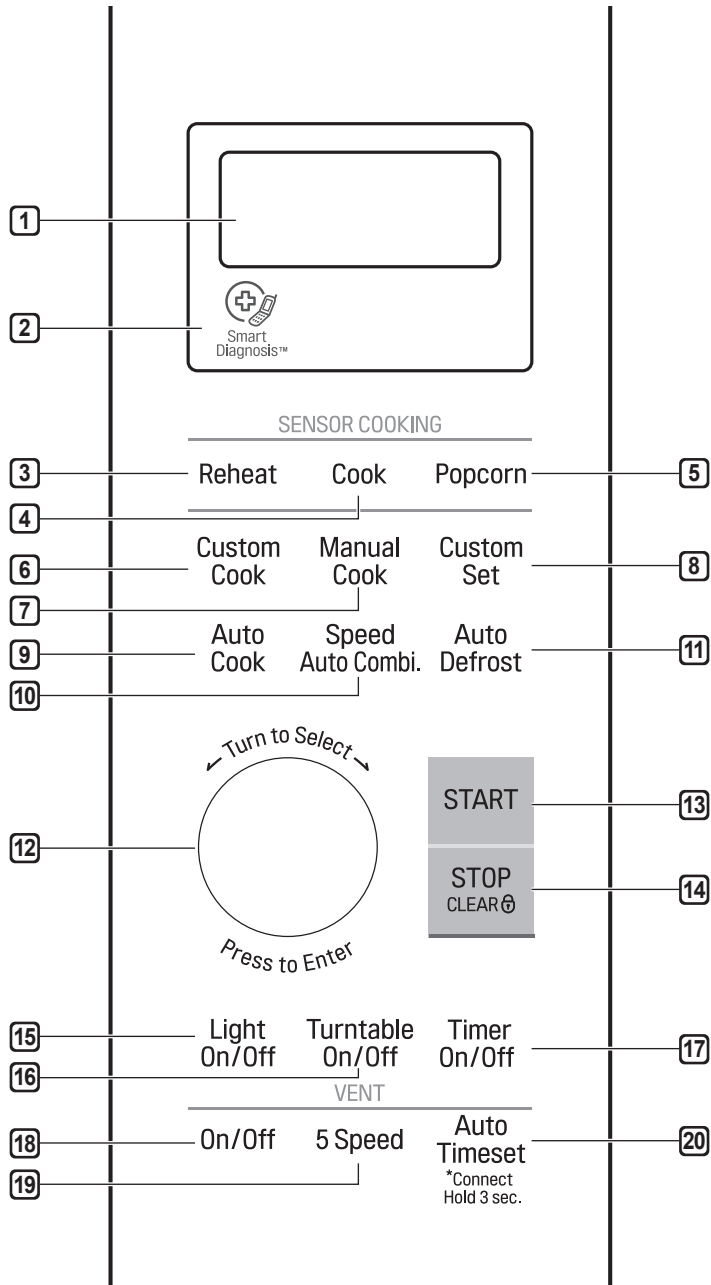 1
2
Smart
Diagnosis™
SENSOR COOKING
3
Reheat
Cook
Popcorn
5
4
Custom
Cook
Manual
Cook
Custom
Set
6
8
7
Auto
Cook
Speed
Auto Combi.
Auto
Defrost
9
11
10
Turn to Select
START
13
12
STOP
CLEAR
14
Press to Enter
15
Light
On/Off
Turntable
On/Off
Timer
On/Off
17
16
VENT
18
On/Off
5 Speed
Auto
Timeset
*Connect
Hold 3 sec.
20
19